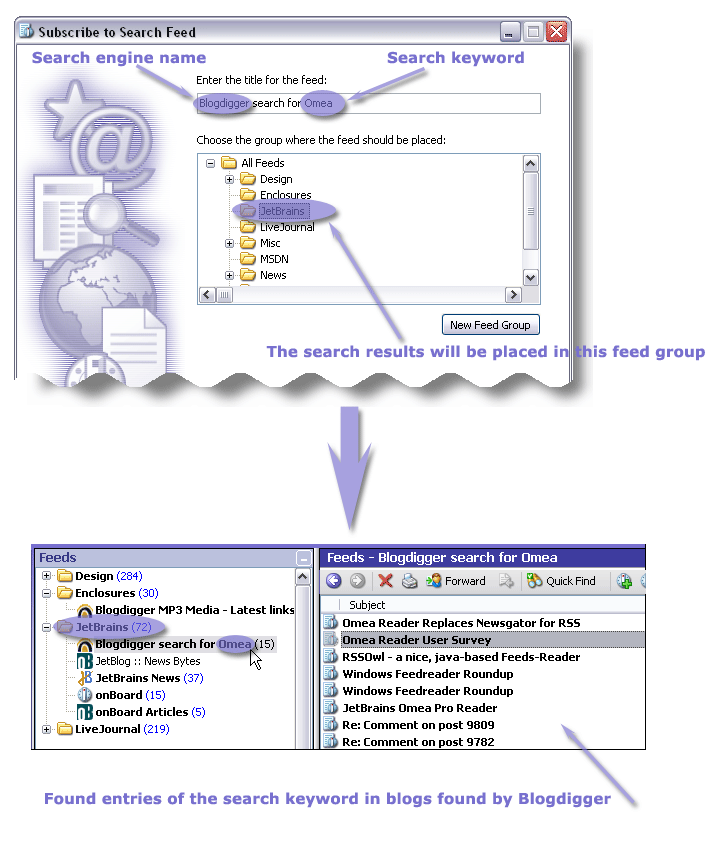 Subscribe to Search Feed
Search engine name
Search keyword
Enter the title for the feed:
Blogdigger search for Omea
Choose the group where the feed should be placed:
All Feeds
Design
Enclosures
JetBrains
LiveJournal
Misc
MSDN
News
New Feed Group
The search results will be placed in this feed group
Feeds
Design (284)
Enclosures (30)
Blogdigger MP3 Media - Latest links
JetBrains (72)
Blogdigger search for Omea (15)
JetBlog :: News Bytes
JetBrains News (37)
onBoard (15)
onBoard Articles (5)
LiveJournal (219)
Feeds - Blogdigger search for Omea
Forward Quick Find
Subject
Omea Reader Replaces Newsgator for RSS
Omea Reader User Survey
RSSOwl - a nice, java-based Feeds-Reader
Windows Feedreader Roundup
Windows Feedreader Roundup
JetBrains Omea Pro Reader
Re: Comment on post 9809
Re: Comment on post 9782
Found entries of the search keyword in blogs found by Blogdigger